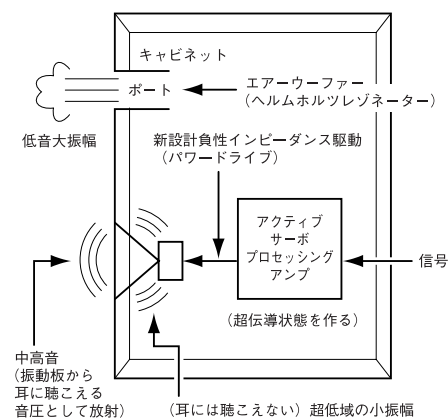 キャビネット
ポート
エアーウーファー
(ヘルムホルツレゾネーター)
低音大振幅
新設計負性インピーダンス駆動
(パワードライブ)
アクティブ
サーボ
プロセッシング
アンプ
信号
(超伝導状態を作る)
中高音
(振動板から
耳に聴こえる
音圧として放射)
(耳には聴こえない) 超低域の小振幅